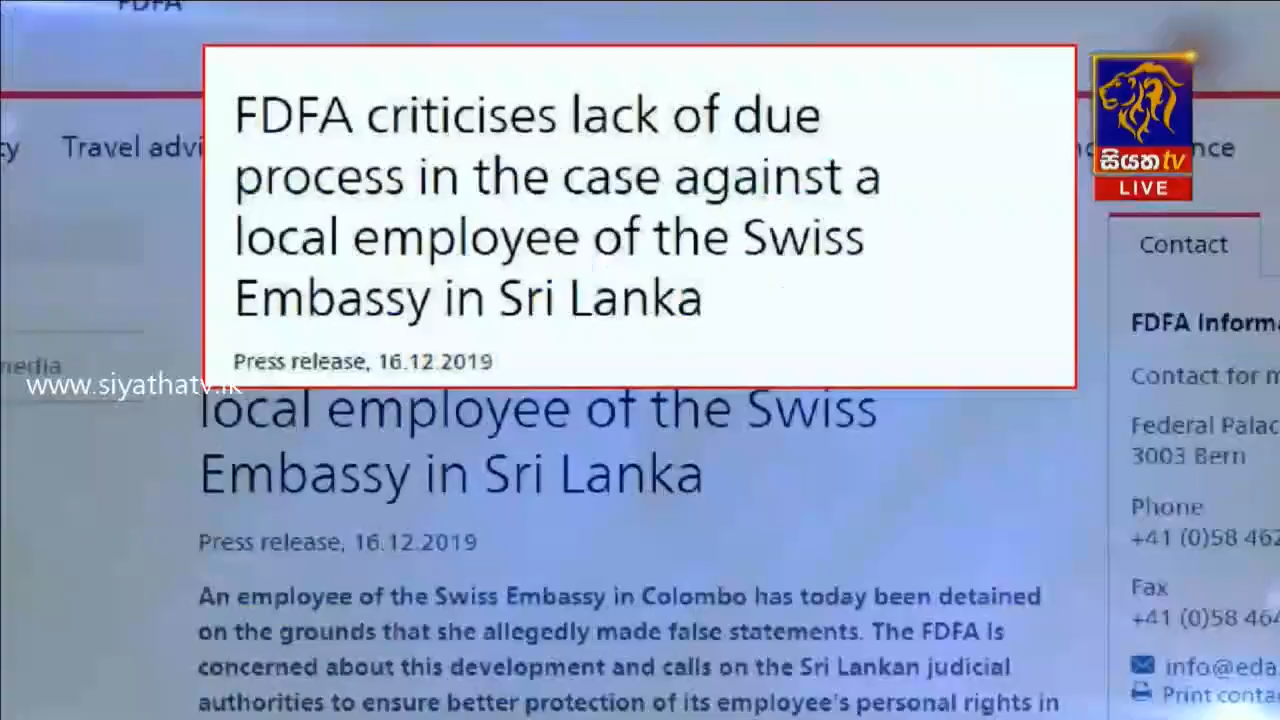 FDFA
FDFA criticises lack of due
process in the case against a
local employee of the Swiss
Embassy in Sri Lanka
Press release, 16.12.2019
සියත tv
LIVE
Travel advi
Contact
FDFA Inform
Contact for m
Federal Palac
3003 Bern
Phone
+41 (0)58 462
Fax
+41 (0)58 464
info@eda
Print conta
media
www.siyathatv.lk
local employee of the Swiss
Embassy in Sri Lanka
Press release, 16.12.2019
An employee of the Swiss Embassy in Colombo has today been detained
on the grounds that she allegedly made false statements. The FDFA is
concerned about this development and calls on the Sri Lankan judicial
authorities to ensure better protection of its employee's personal rights in